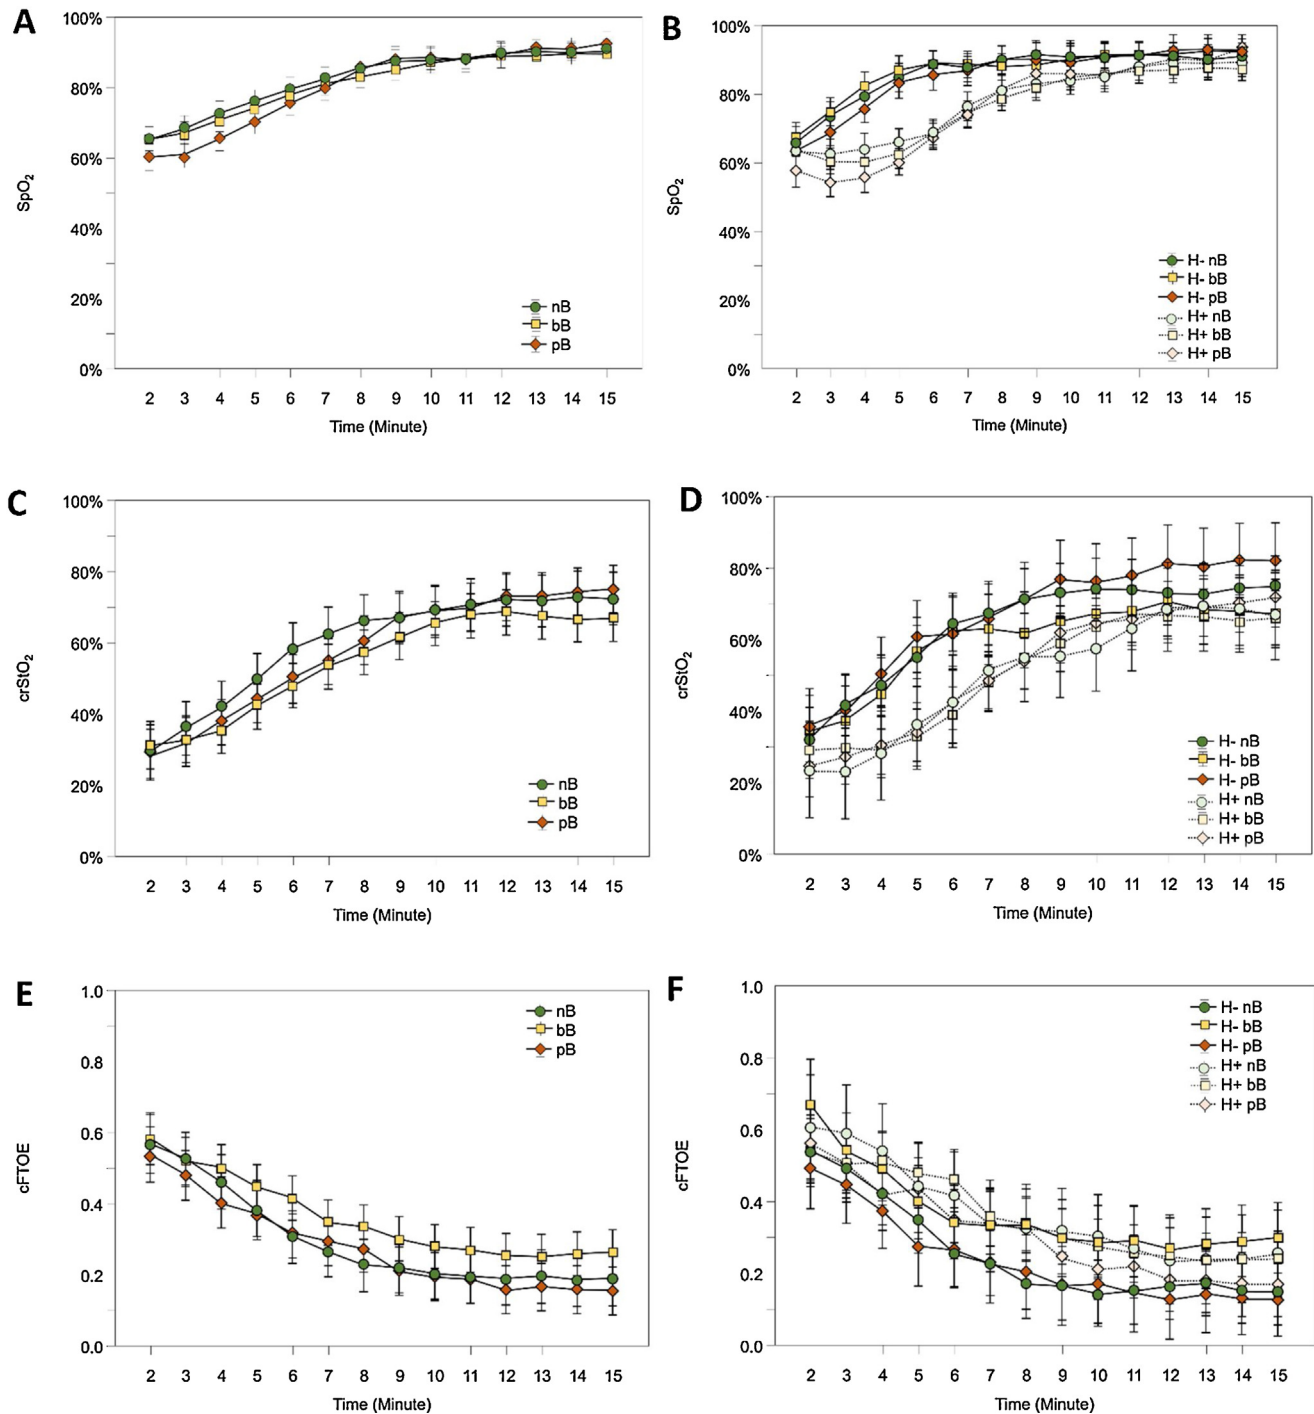 A
100%
80%
60%
40%
20%
0%
SpO2
nB
bB
pB
2 3 4 5 6 7 8 9 10 11 12 13 14 15
Time (Minute)
B
100%
80%
60%
40%
20%
0%
SpO2
H- nB
H- bB
H- pB
H+ nB
H+ bB
H+ pB
2 3 4 5 6 7 8 9 10 11 12 13 14 15
Time (Minute)
C
100%
80%
60%
40%
20%
0%
crStO2
nB
bB
pB
2 3 4 5 6 7 8 9 10 11 12 13 14 15
Time (Minute)
D
100%
80%
60%
40%
20%
0%
crStO2
H- nB
H- bB
H- pB
H+ nB
H+ bB
H+ pB
2 3 4 5 6 7 8 9 10 11 12 13 14 15
Time (Minute)
E
1.0
0.8
0.6
0.4
0.2
0.0
cFTOE
nB
bB
pB
2 3 4 5 6 7 8 9 10 11 12 13 14 15
Time (Minute)
F
1.0
0.8
0.6
0.4
0.2
0.0
cFTOE
H- nB
H- bB
H- pB
H+ nB
H+ bB
H+ pB
2 3 4 5 6 7 8 9 10 11 12 13 14 15
Time (Minute)